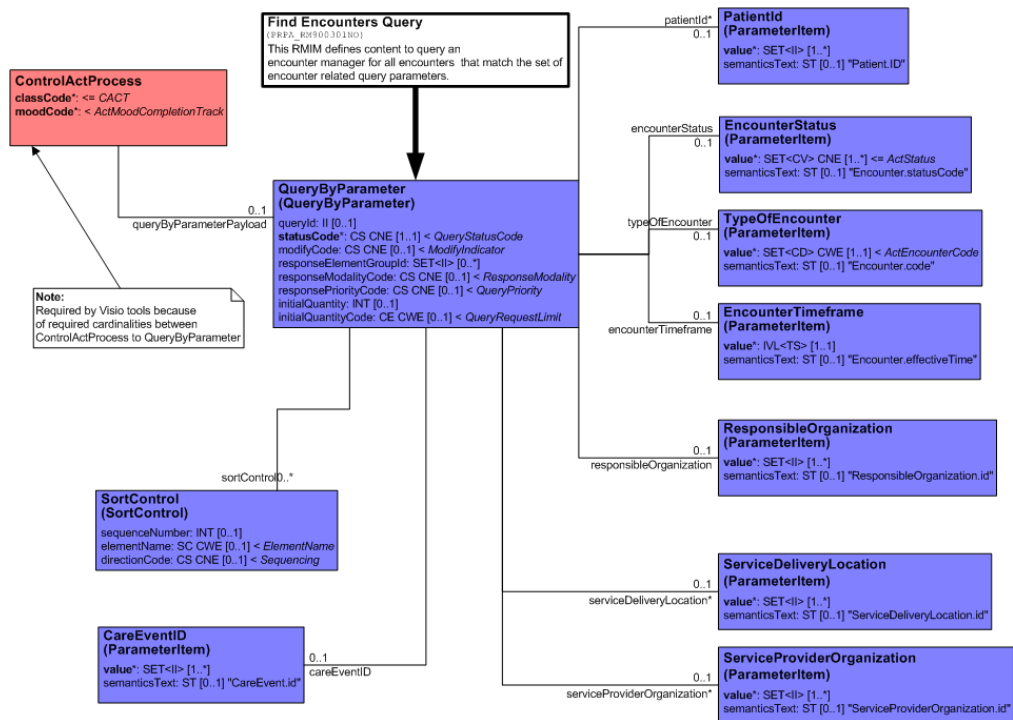 Find Encounters Query
(PRPA_RM900301NO)
This RMIM defines content to query an
encounter manager for all encounters that match the set of
encounter related query parameters.
ControlActProcess
classCode*: <= CACT
moodCode*: < ActMoodCompletionTrack
0..1
queryByParameterPayload
Note:
Required by Visio tools because
of required cardinalities between
ControlActProcess to QueryByParameter
QueryByParameter
(QueryByParameter)
queryId: II [0..1]
statusCode*: CS CNE [1..1] < QueryStatusCode
modifyCode: CS CNE [0..1] < ModifyIndicator
responseElementGroupId: SET<II> [0..*]
responseModalityCode: CS CNE [0..1] < ResponseModality
responsePriorityCode: CS CNE [0..1] < QueryPriority
initialQuantity: INT [0..1]
initialQuantityCode: CE CWE [0..1] < QueryRequestLimit
patientId*
0..1
PatientId
(ParameterItem)
value*: SET<II> [1..*]
semanticsText: ST [0..1] "Patient.ID"
encounterStatus
0..1
EncounterStatus
(ParameterItem)
value*: SET<CV> CNE [1..*] <= ActStatus
semanticsText: ST [0..1] "Encounter.statusCode"
typeOfEncounter
0..1
TypeOfEncounter
(ParameterItem)
value*: SET<CD> CWE [1..*] < ActEncounterCode
semanticsText: ST [0..1] "Encounter.code"
0..1
encounterTimeframe
EncounterTimeframe
(ParameterItem)
value*: IVL<TS> [1..1]
semanticsText: ST [0..1] "Encounter.effectiveTime"
0..1
responsibleOrganization
ResponsibleOrganization
(ParameterItem)
value*: SET<II> [1..*]
semanticsText: ST [0..1] "ResponsibleOrganization.id"
sortControl0..*
SortControl
(SortControl)
sequenceNumber: INT [0..1]
elementName: SC CWE [0..1] < ElementName
directionCode: CS CNE [0..1] < Sequencing
0..1
serviceDeliveryLocation*
ServiceDeliveryLocation
(ParameterItem)
value*: SET<II> [1..*]
semanticsText: ST [0..1] "ServiceDeliveryLocation.id"
CareEventID
(ParameterItem)
value*: SET<II> [1..*]
semanticsText: ST [0..1] "CareEvent.id"
0..1
careEventID
0..1
serviceProviderOrganization*
ServiceProviderOrganization
(ParameterItem)
value*: SET<II> [1..*]
semanticsText: ST [0..1] "ServiceProviderOrganization.id"